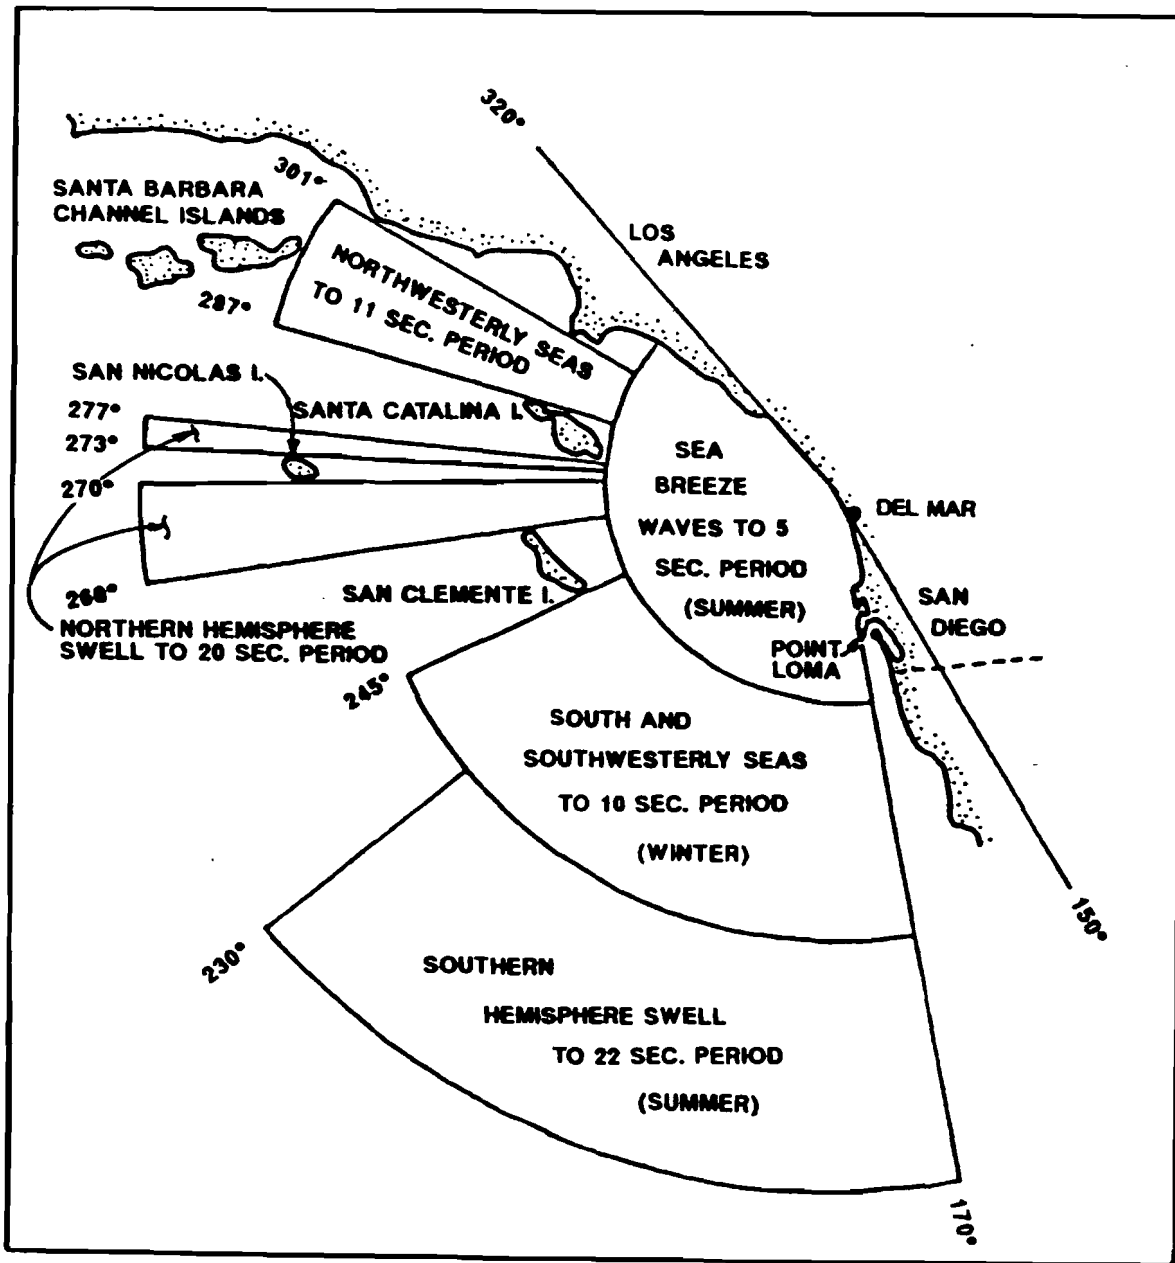 320°
301°
SANTA BARBARA
CHANNEL ISLANDS
LOS
ANGELES
NORTHWESTERLY SEAS
TO 11 SEC. PERIOD
287°
SAN NICOLAS I.
277°
SANTA CATALINA I.
273°
270°
SEA
BREEZE
WAVES TO 5
SEC. PERIOD
(SUMMER)
DEL MAR
268°
SAN CLEMENTE I.
SAN
DIEGO
NORTHERN HEMISPHERE
SWELL TO 20 SEC. PERIOD
POINT
LOMA
245°
SOUTH AND
SOUTHWESTERLY SEAS
TO 10 SEC. PERIOD
(WINTER)
150°
230°
SOUTHERN
HEMISPHERE SWELL
TO 22 SEC. PERIOD
(SUMMER)
170°